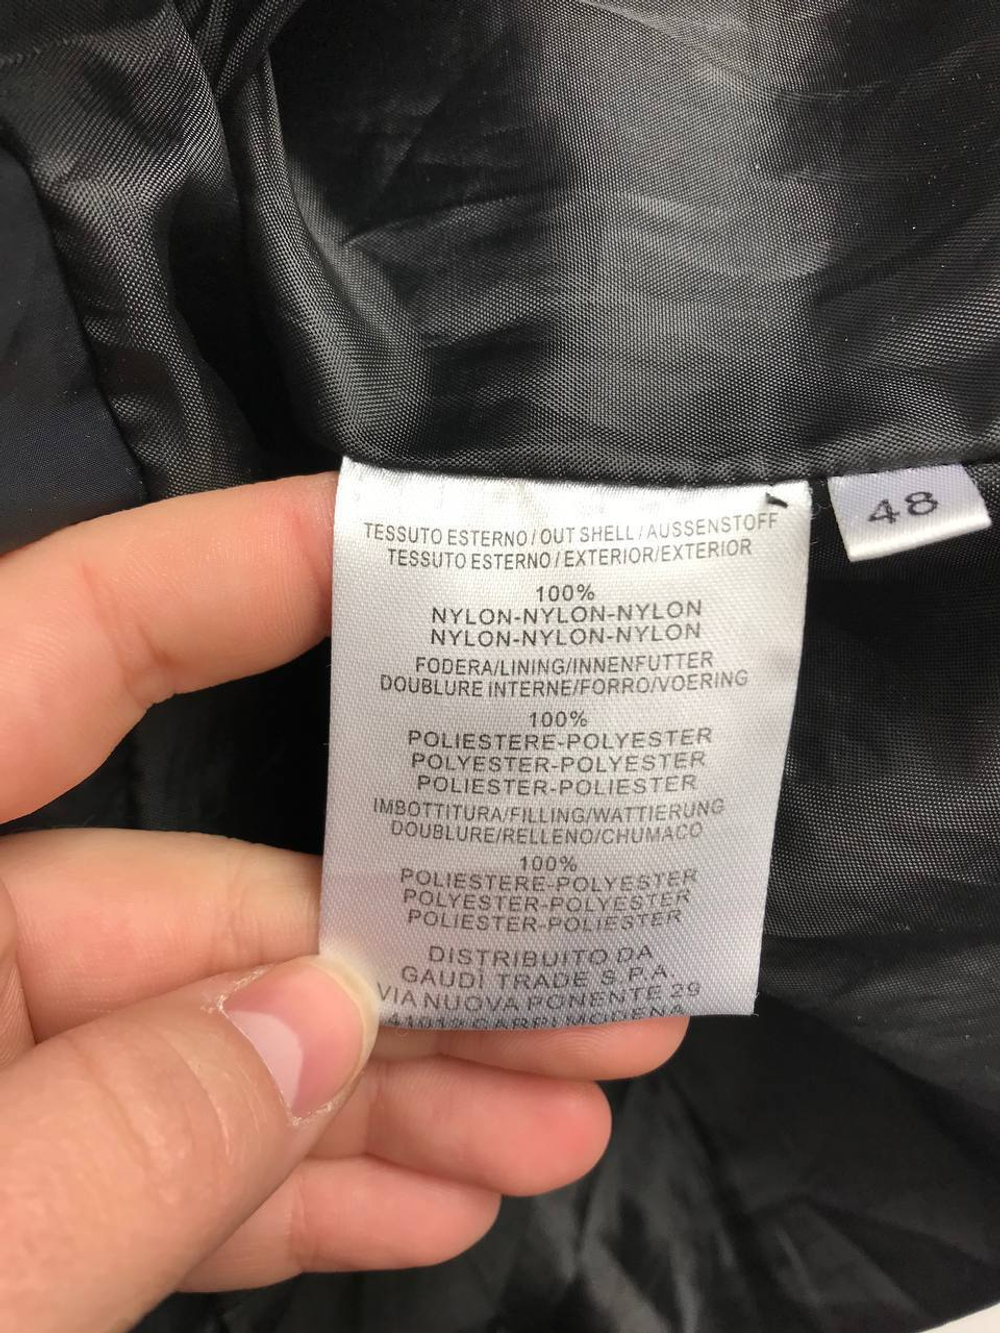 TESSUTO ESTERNO/OUT SHELL/AUSSENSTOFF
TESSUTO ESTERNO/EXTERIOR/EXTERIOR
100%
NYLON-NYLON-NYLON
NYLON-NYLON-NYLON
FODERA/LINING/INNENFUTTER
DOUBLURE INTERNE/FORRO/VOERING
100%
POLIESTERE-POLYESTER
POLYESTER-POLYESTER
POLIESTER-POLIESTER
IMBOTTITURA/FILLING/WATTIERUNG
DOUBLURE/RELLENO/CHUMACO
100%
POLIESTERE-POLYESTER
POLYESTER-POLYESTER
POLIESTER-POLIESTER
DISTRIBUITO DA
GAUDÌ TRADE S.P.A.
VIA NUOVA PONENTE 29
CARPI MODENA
48